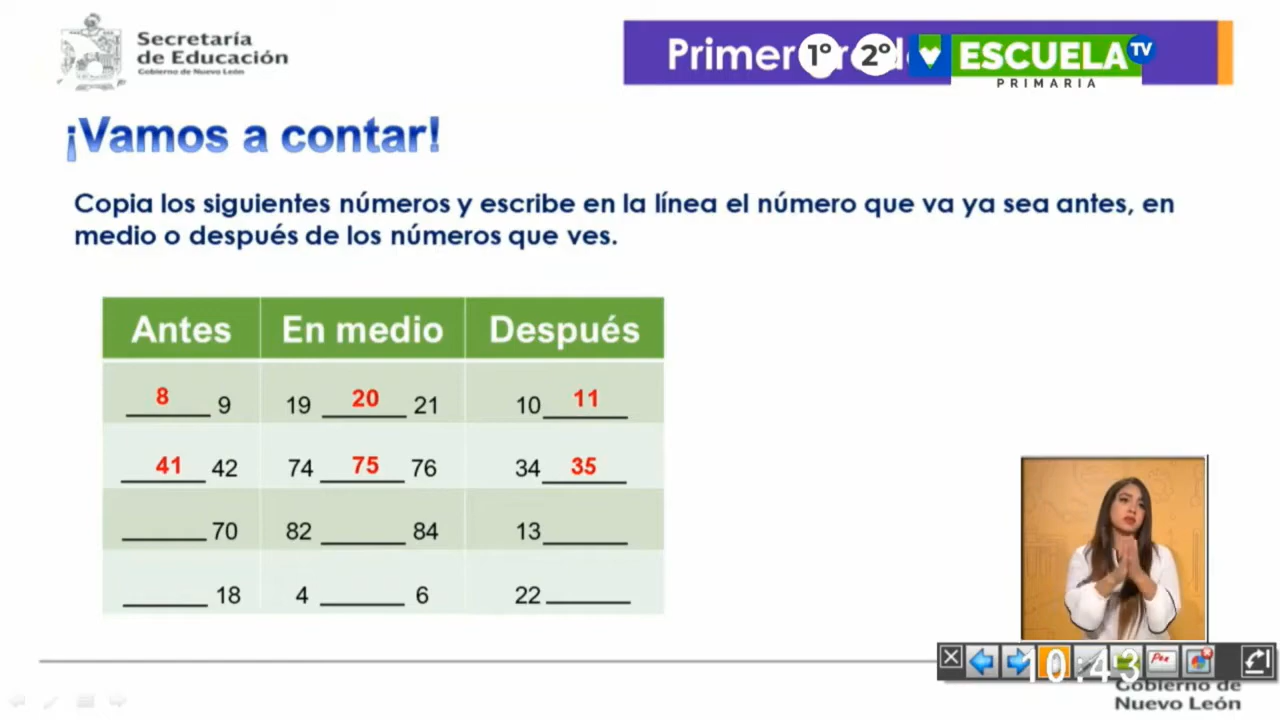 Secretaría
de Educación
Gobierno de Nuevo León
Primer 1º 2º ESCUELA TV
PRIMARIA
¡Vamos a contar!
Copia los siguientes números y escribe en la línea el número que va ya sea antes, en
medio o después de los números que ves.
Antes En medio Después
8 9 19 20 21 10 11
41 42 74 75 76 34 35
70 82 84 13
18 4 6 22
10:43
Gobierno de
Nuevo León